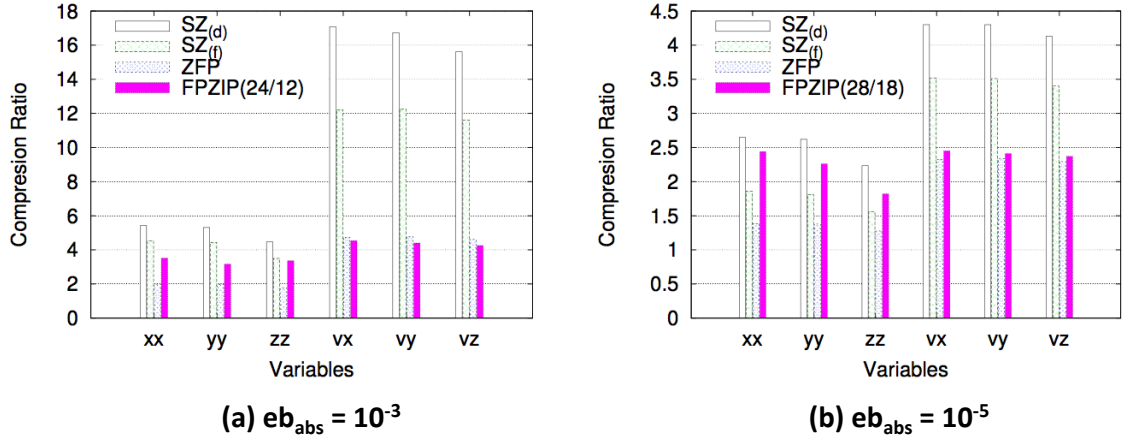 18
16
14
12
10
8
6
4
2
0
Compresion Ratio
SZ(d)
SZ(f)
ZFP
FPZIP(24/12)
xx yy zz vx vy vz
Variables
(a) ebabs = 10-3
4.5
4
3.5
3
2.5
2
1.5
1
0.5
0
Compression Ratio
SZ(d)
SZ(f)
ZFP
FPZIP(28/18)
xx yy zz vx vy vz
Variables
(b) ebabs = 10-5